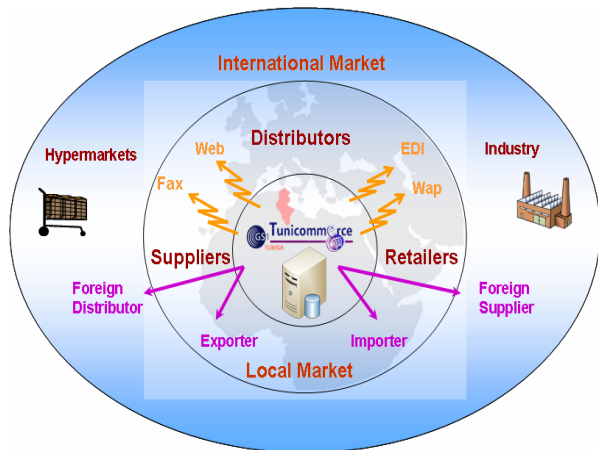 International Market
Distributors
Web
EDI
Hypermarkets
Industry
Fax
Wap
GS1 Tunicommerce
TUNISIA
Suppliers
Retailers
Foreign
Distributor
Foreign
Supplier
Exporter
Importer
Local Market